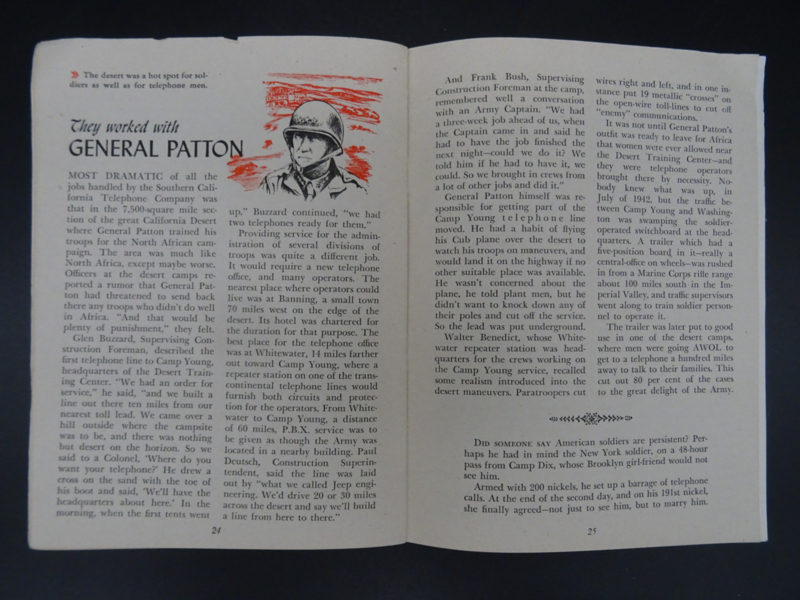 The desert was a hot spot for sol-
diers as well as for telephone men.
They worked with
GENERAL PATTON
MOST DRAMATIC of all the
jobs handled by the Southern Cali-
fornia Telephone Company was
that in the 7,500-square mile sec-
tion of the great California Desert
where General Patton trained his
troops for the North African cam-
paign. The area was much like
North Africa, except maybe worse.
Officers at the desert camps re-
ported a rumor that General Pat-
ton had threatened to send back
there any troops who didn't do well
in Africa. "And that would be
plenty of punishment," they felt.
Glen Buzzard, Supervising Con-
struction Foreman, described the
first telephone line to Camp Young,
headquarters of the Desert Train-
ing Center. "We had an order for
service," he said, "and we built a
line out there ten miles from our
nearest toll lead. We came over a
hill outside where the campsite
was to be, and there was nothing
but desert on the horizon. So we
said to a Colonel, 'Where do you
want your telephone?' He drew a
cross on the sand with the toe of
his boot and said, 'We'll have the
headquarters about here.' In the
morning, when the first tents went
up," Buzzard continued, "we had
two telephones ready for them."
Providing service for the admin-
istration of several divisions of
troops was quite a different job.
It would require a new telephone
office, and many operators. The
nearest place where operators could
live was at Banning, a small town
70 miles west on the edge of the
desert. Its hotel was chartered for
the duration for that purpose. The
best place for the telephone office
was at Whitewater, 14 miles farther
out toward Camp Young, where a
repeater station on one of the trans-
continental telephone lines would
furnish both circuits and protec-
tion for the operators. From White-
water to Camp Young, a distance
of 60 miles, P.B.X. service was to
be given as though the Army was
located in a nearby building. Paul
Deutsch, Construction Superin-
tendent, said the line was laid
out by "what we called Jeep engi-
neering. We'd drive 20 or 30 miles
across the desert and say we'll build
a line from here to there."
24
And Frank Bush, Supervising
Construction Foreman at the camp,
remembered well a conversation
with an Army Captain. "We had
a three-week job ahead of us, when
the Captain came in and said he
had to have the job finished the
next night—could we do it? We
told him if he had to have it, we
could. So we brought in crews from
a lot of other jobs and did it."
General Patton himself was re-
sponsible for getting part of the
Camp Young telephone line
moved. He had a habit of flying
his Cub plane over the desert to
watch his troops on maneuvers, and
would land it on the highway if no
other suitable place was available.
He wasn't concerned about the
plane, he told plant men, but he
didn't want to knock down any of
their poles and cut off the service.
So the lead was put underground.
Walter Benedict, whose White-
water repeater station was head-
quarters for the crews working on
the Camp Young service, recalled
some realism introduced into the
desert maneuvers. Paratroopers cut
wires right and left, and in one in-
stance put 19 metallic "crosses" on
the open-wire toll-lines to cut off
"enemy" communications.
It was not until General Patton's
outfit was ready to leave for Africa
that women were ever allowed near
the Desert Training Center—and
they were telephone operators
brought there by necessity. No-
body knew what was up, in
July of 1942, but the traffic be-
tween Camp Young and Washing-
ton was swamping the soldier-
operated switchboard at the head-
quarters. A trailer which had a
five-position board in it—really a
central-office on wheels—was rushed
in from a Marine Corps rifle range
about 100 miles south in the Im-
perial Valley, and traffic supervisors
went along to train soldier person-
nel to operate it.
The trailer was later put to good
use in one of the desert camps,
where men were going AWOL to
get to a telephone a hundred miles
away to talk to their families. This
cut out 80 per cent of the cases
to the great delight of the Army.
DID SOMEONE SAY American soldiers are persistent? Per-
haps he had in mind the New York soldier, on a 48-hour
pass from Camp Dix, whose Brooklyn girl-friend would not
see him.
Armed with 200 nickels, he set up a barrage of telephone
calls. At the end of the second day, and on his 191st nickel,
she finally agreed—not just to see him, but to marry him.
25